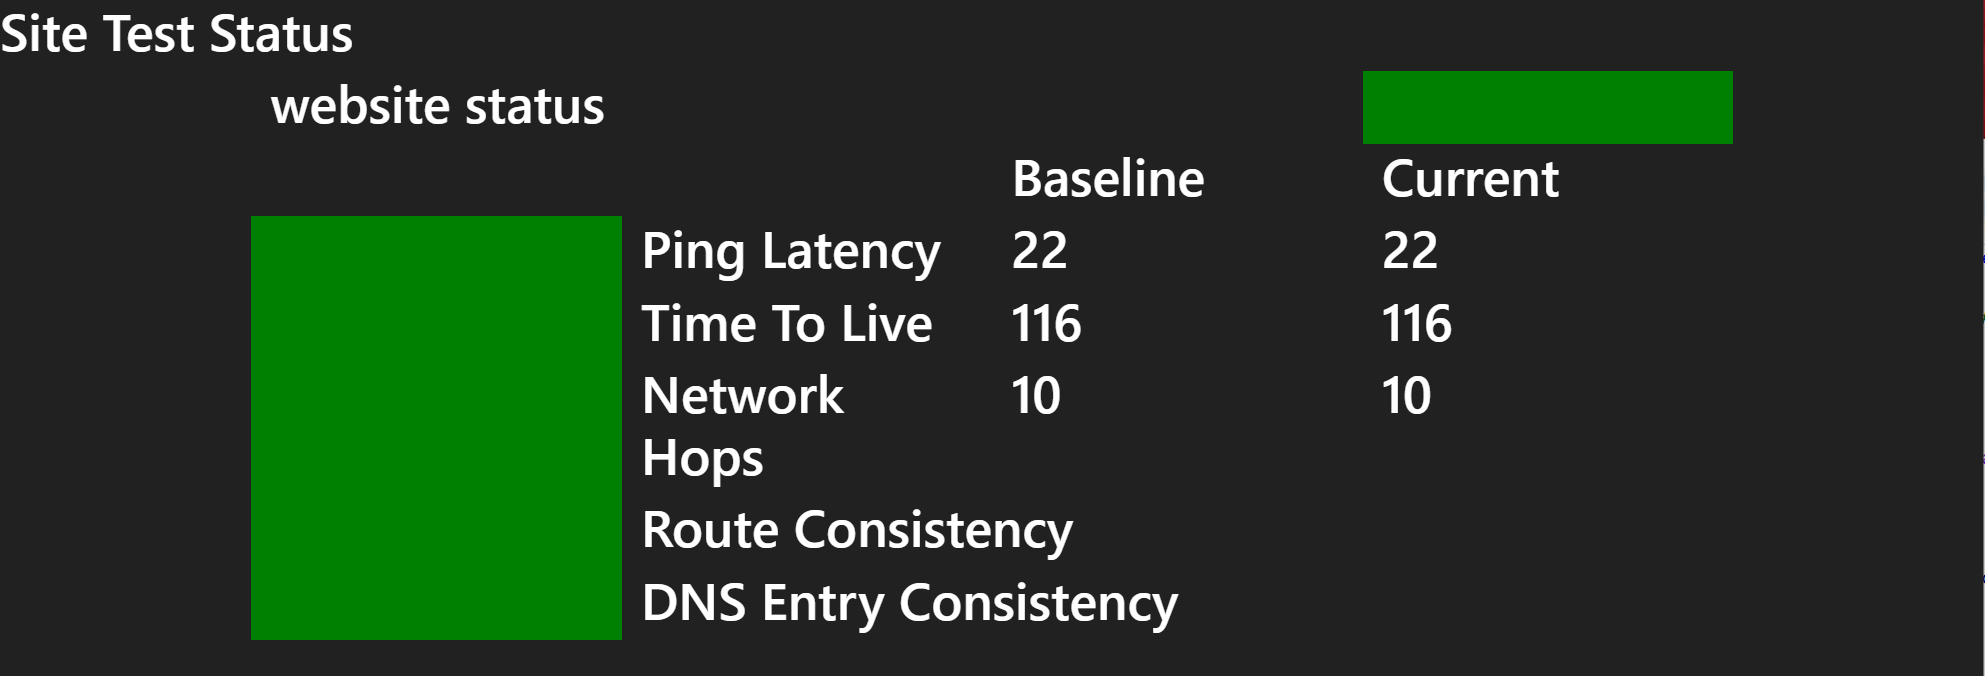 Site Test Status
website status
Baseline Current
Ping Latency 22 22
Time To Live 116 116
Network 10 10
Hops
Route Consistency
DNS Entry Consistency